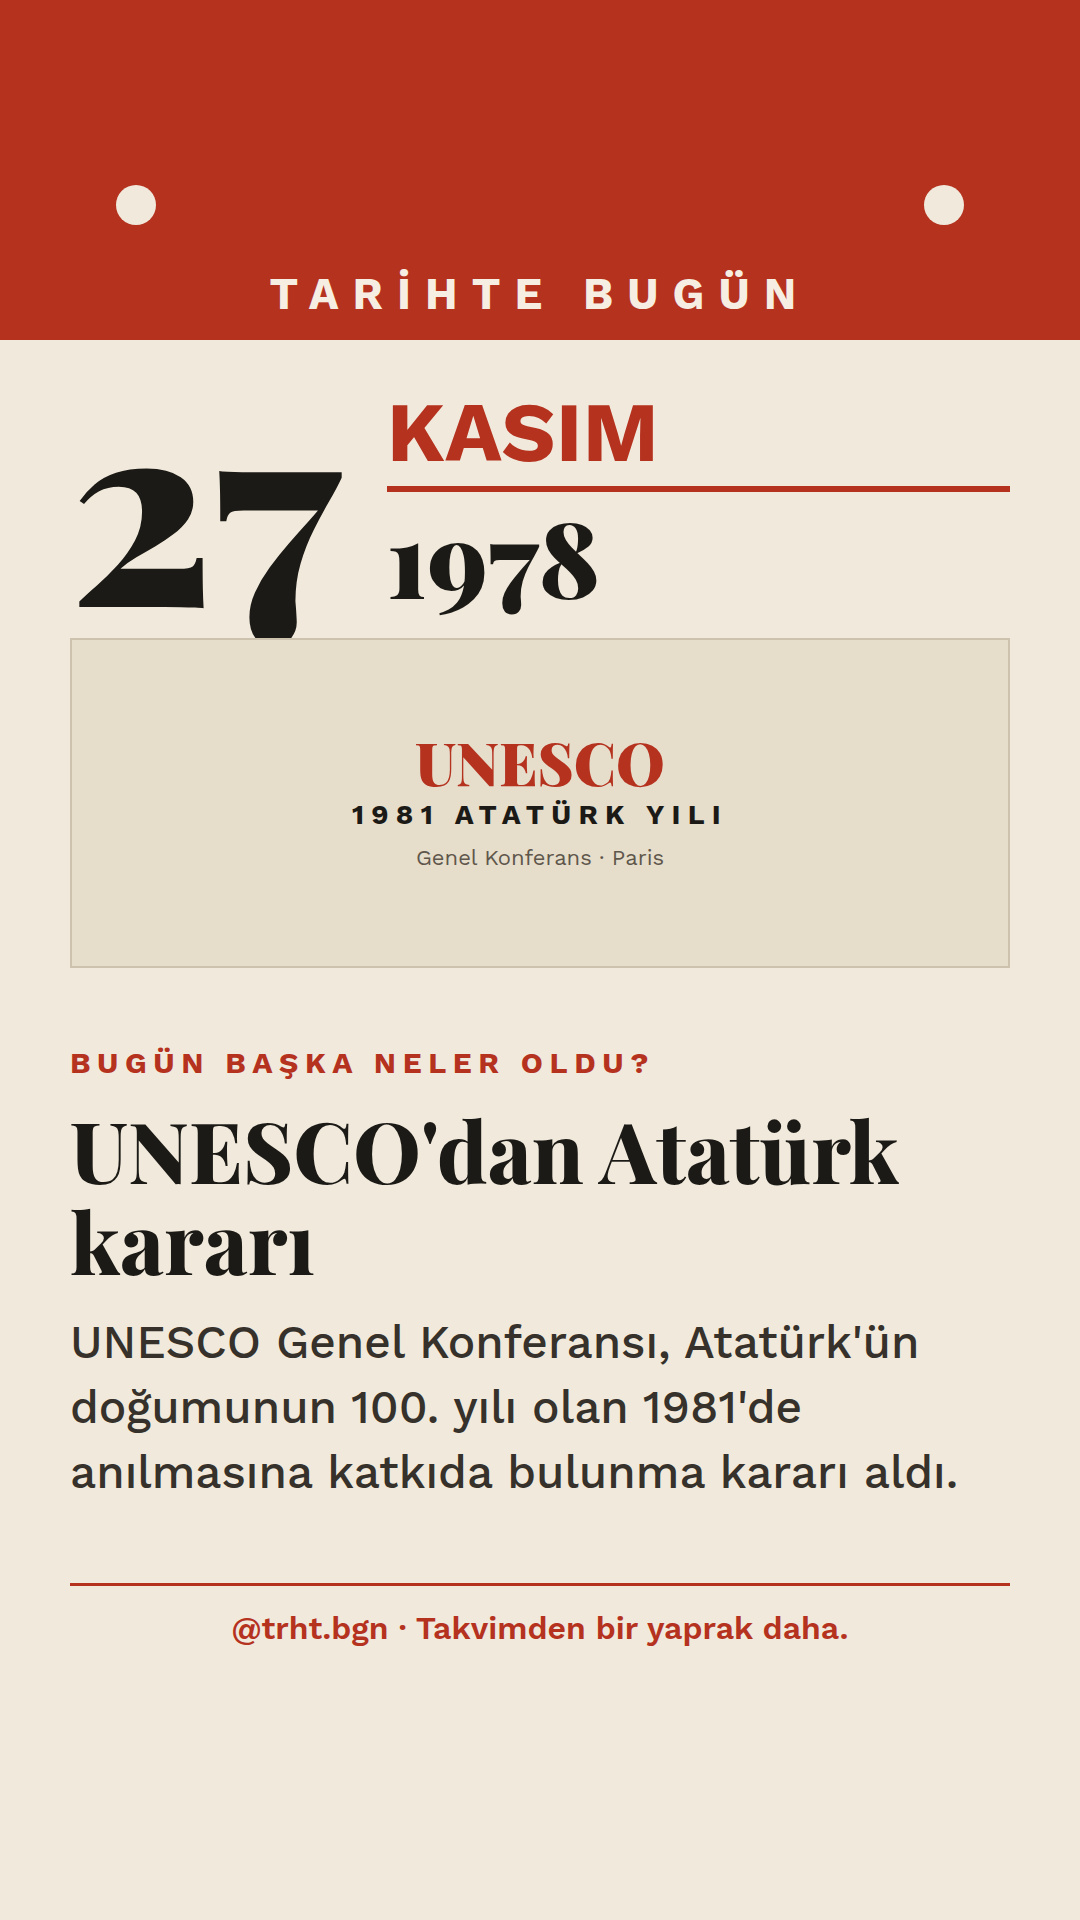 TARİHTE BUGÜN
27
KASIM
1978
UNESCO
1981 ATATÜRK YILI
Genel Konferans · Paris
BUGÜN BAŞKA NELER OLDU?
UNESCO'dan Atatürk
kararı
UNESCO Genel Konferansı, Atatürk'ün
doğumunun 100. yılı olan 1981'de
anılmasına katkıda bulunma kararı aldı.
@trht.bgn · Takvimden bir yaprak daha.